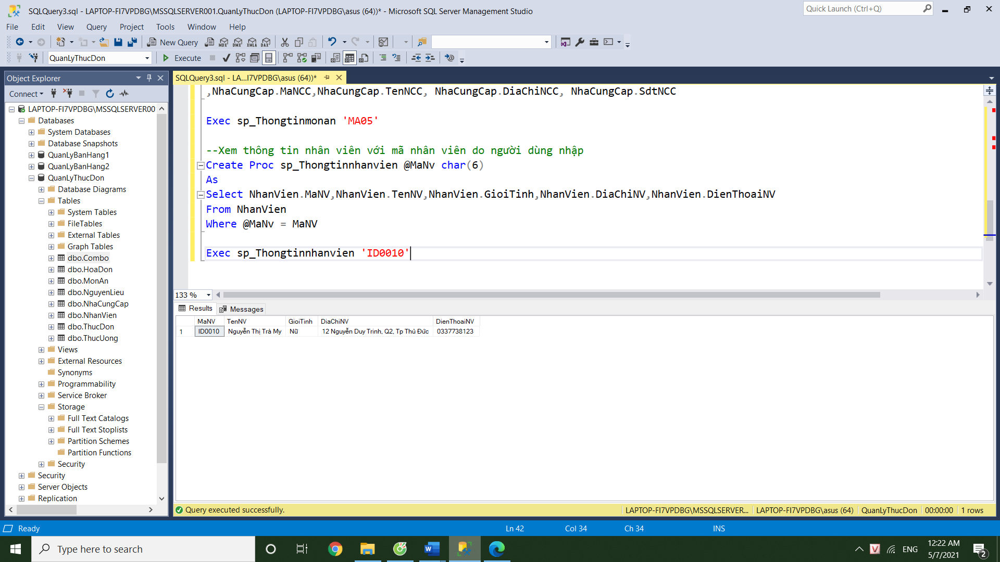 SQLQuery3.sql - LAPTOP-FI7VPDBG\MSSQLSERVER001.QuanLyThucDon (LAPTOP-FI7VPDBG\asus (64))* - Microsoft SQL Server Management Studio
Quick Launch (Ctrl+Q)
File Edit View Query Project Tools Window Help
New Query
MDX DMX XMLA DAX
QuanLyThucDon
Execute
Object Explorer
Connect
LAPTOP-FI7VPDBG\MSSQLSERVER00
Databases
System Databases
Database Snapshots
QuanLyBanHang1
QuanLyBanHang2
QuanLyThucDon
Database Diagrams
Tables
System Tables
FileTables
External Tables
Graph Tables
dbo.Combo
dbo.HoaDon
dbo.MonAn
dbo.NguyenLieu
dbo.NhaCungCap
dbo.NhanVien
dbo.ThucDon
dbo.ThucUong
Views
External Resources
Synonyms
Programmability
Service Broker
Storage
Full Text Catalogs
Full Text Stoplists
Partition Schemes
Partition Functions
Security
Security
Server Objects
Replication
SQLQuery3.sql - LA...I7VPDBG\asus (64))*
,NhaCungCap.MaNCC,NhaCungCap.TenNCC, NhaCungCap.DiaChiNCC, NhaCungCap.SdtNCC
Exec sp_Thongtinmonan 'MA05'
--Xem thông tin nhân viên với mã nhân viên do người dùng nhập
Create Proc sp_Thongtinnhanvien @MaNv char(6)
As
Select NhanVien.MaNV,NhanVien.TenNV,NhanVien.GioiTinh,NhanVien.DiaChiNV,NhanVien.DienThoaiNV
From NhanVien
Where @MaNv = MaNV
Exec sp_Thongtinnhanvien 'ID0010'
133 %
Results Messages
MaNV TenNV GioiTinh DiaChiNV DienThoaiNV
1 ID0010 Nguyễn Thị Trà My Nữ 12 Nguyễn Duy Trinh, Q2, Tp Thủ Đức 0337738123
Query executed successfully.
LAPTOP-FI7VPDBG\MSSQLSERVER... LAPTOP-FI7VPDBG\asus (64) QuanLyThucDon 00:00:00 1 rows
Ready Ln 42 Col 34 Ch 34 INS
Type here to search
ENG
12:22 AM
5/7/2021
2